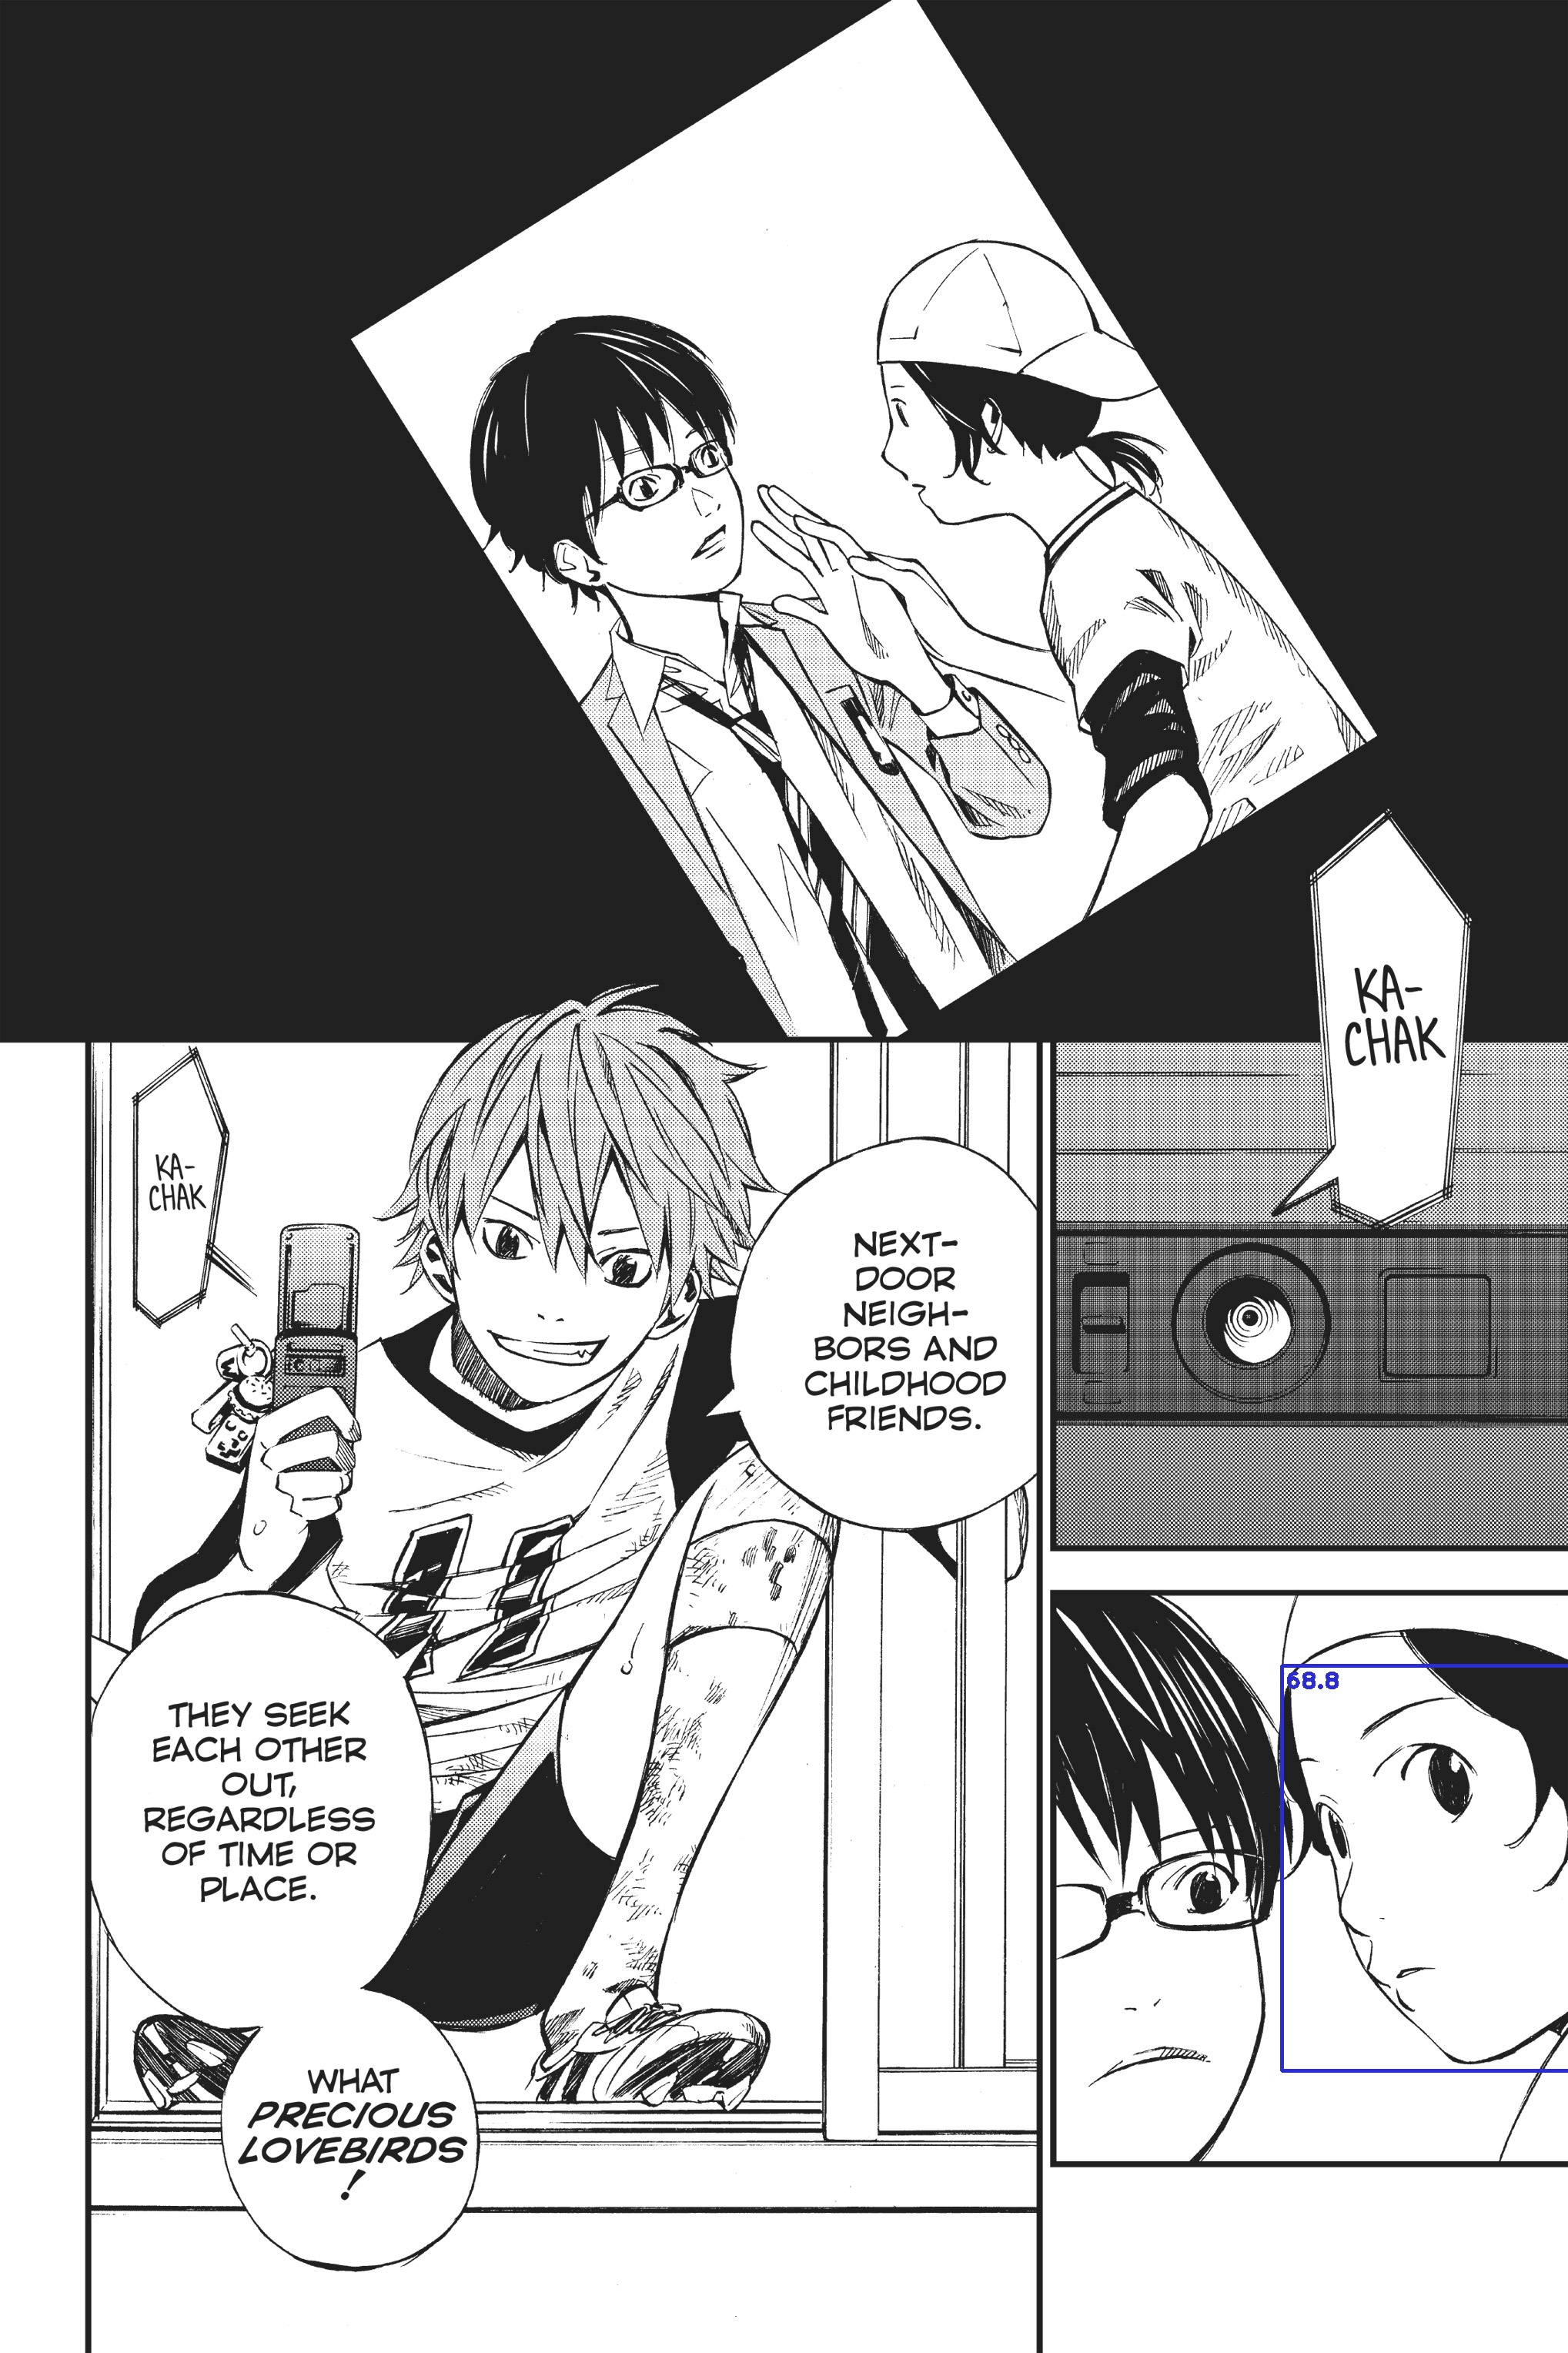 KA-
CHAK
68.8
NEXT-
DOOR
NEIGH-
BORS AND
CHILDHOOD
FRIENDS.
KA-
CHAK
THEY SEEK
EACH OTHER
OUT,
REGARDLESS
OF TIME OR
PLACE.
WHAT
PRECIOUS
LOVEBIRDS
!